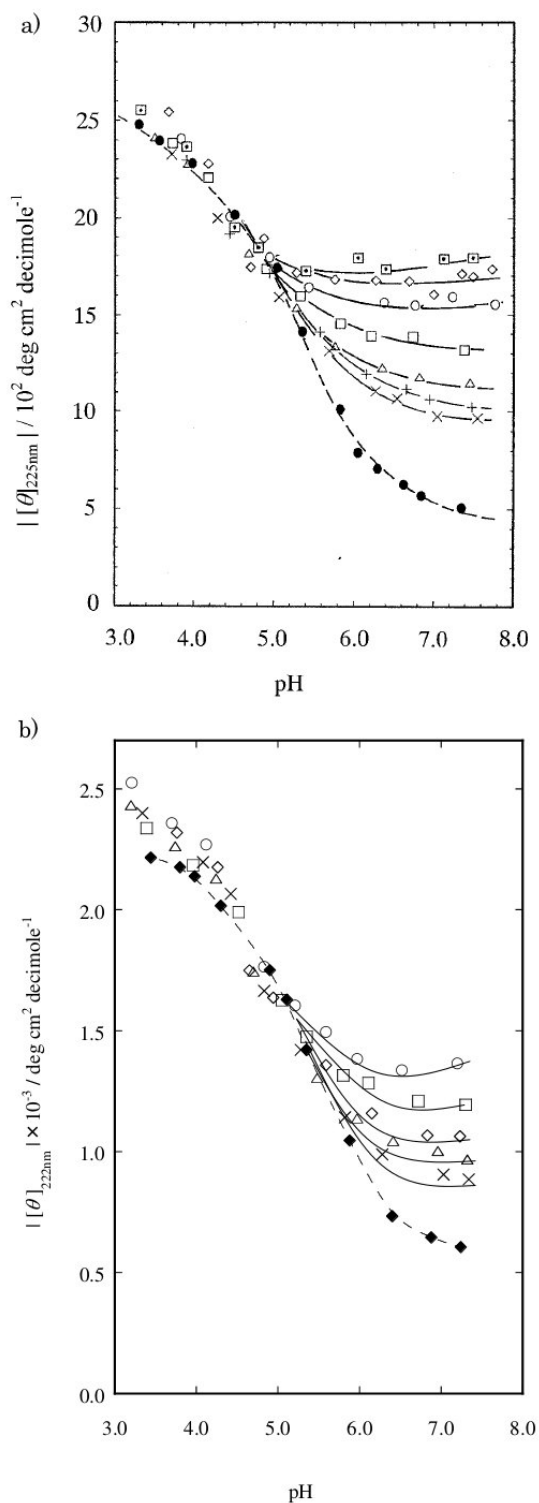 a)
30
25
20
15
10
5
0
3.0 4.0 5.0 6.0 7.0 8.0
pH
| [θ]225nm | / 10² deg cm² decimole⁻¹
b)
2.5
2.0
1.5
1.0
0.5
0.0
3.0 4.0 5.0 6.0 7.0 8.0
pH
| [θ]222nm | × 10⁻³ / deg cm² decimole⁻¹